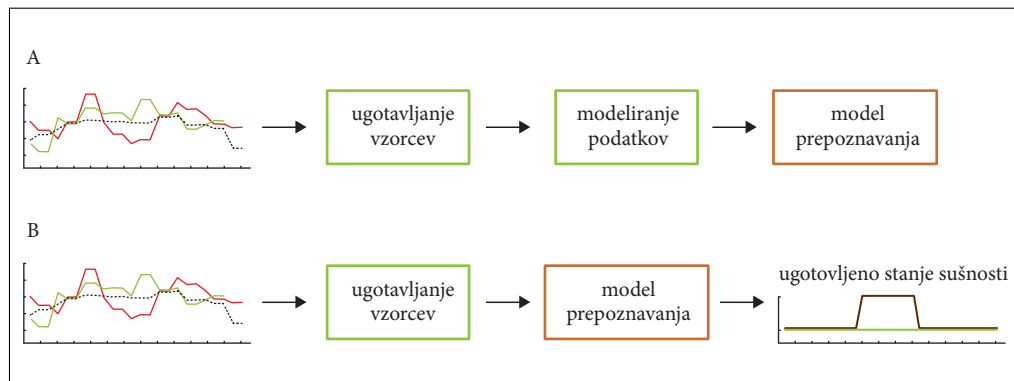 A
ugotavljanje
vzorcev
modeliranje
podatkov
model
prepoznavanja
B
ugotavljanje
vzorcev
model
prepoznavanja
ugotovljeno stanje sušnosti